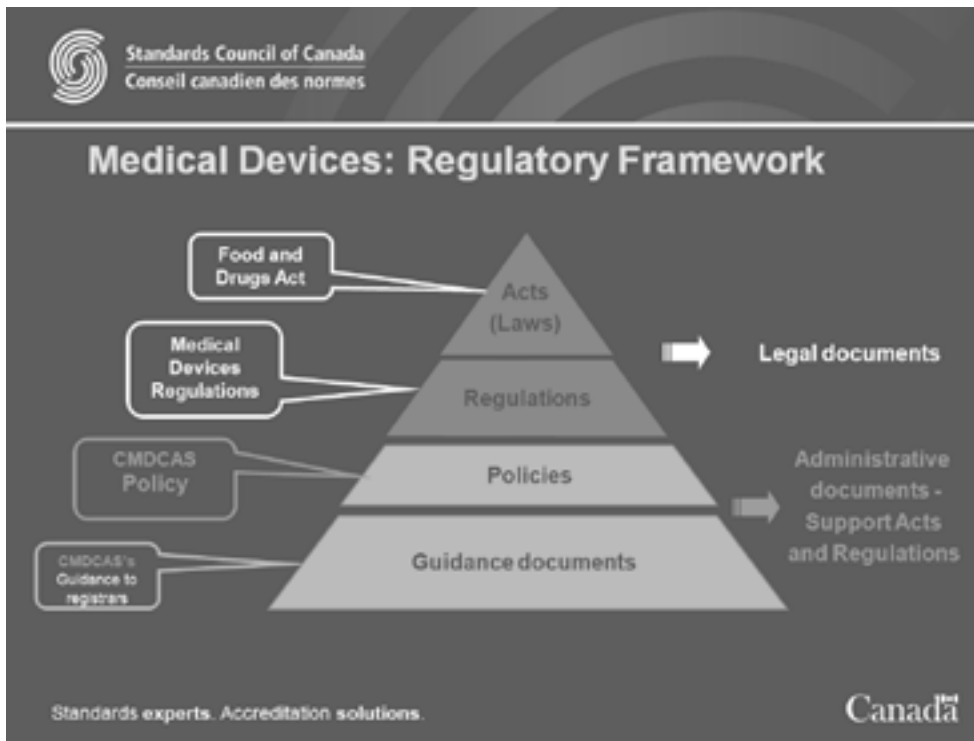 Standards Council of Canada
Conseil canadien des normes
Medical Devices: Regulatory Framework
Food and
Drugs Act
Acts
(Laws)
Medical
Devices
Regulations
Legal documents
Regulations
CMDCAS
Policy
Policies
Administrative
documents -
Support Acts
and Regulations
CMDCAS's
Guidance to
registrars
Guidance documents
Standards experts. Accreditation solutions.
Canada